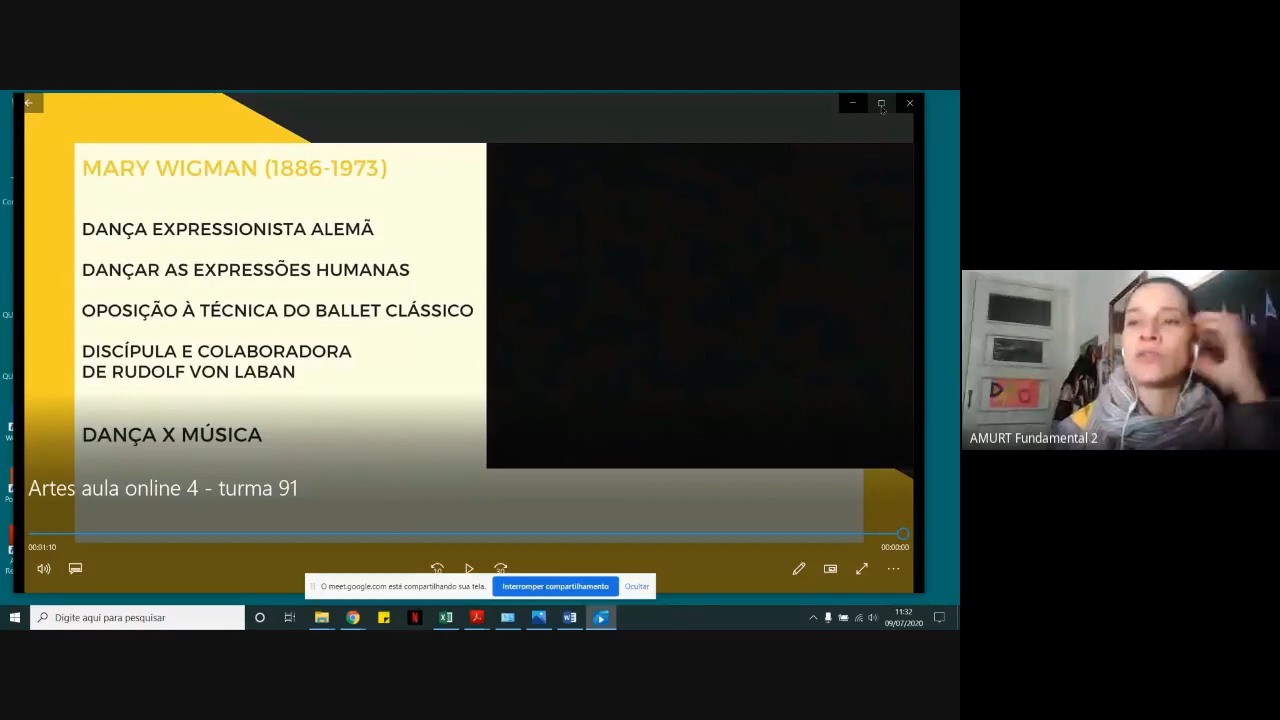 MARY WIGMAN (1886-1973)
DANÇA EXPRESSIONISTA ALEMÃ
DANÇAR AS EXPRESSÕES HUMANAS
OPOSIÇÃO À TÉCNICA DO BALLET CLÁSSICO
DISCÍPULA E COLABORADORA
DE RUDOLF VON LABAN
DANÇA X MÚSICA
Artes aula online 4 - turma 91
00:01:10
00:00:00
10
30
O meet.google.com está compartilhando sua tela.
Interromper compartilhamento
Ocultar
Digite aqui para pesquisar
11:32
09/07/2020
AMURT Fundamental 2